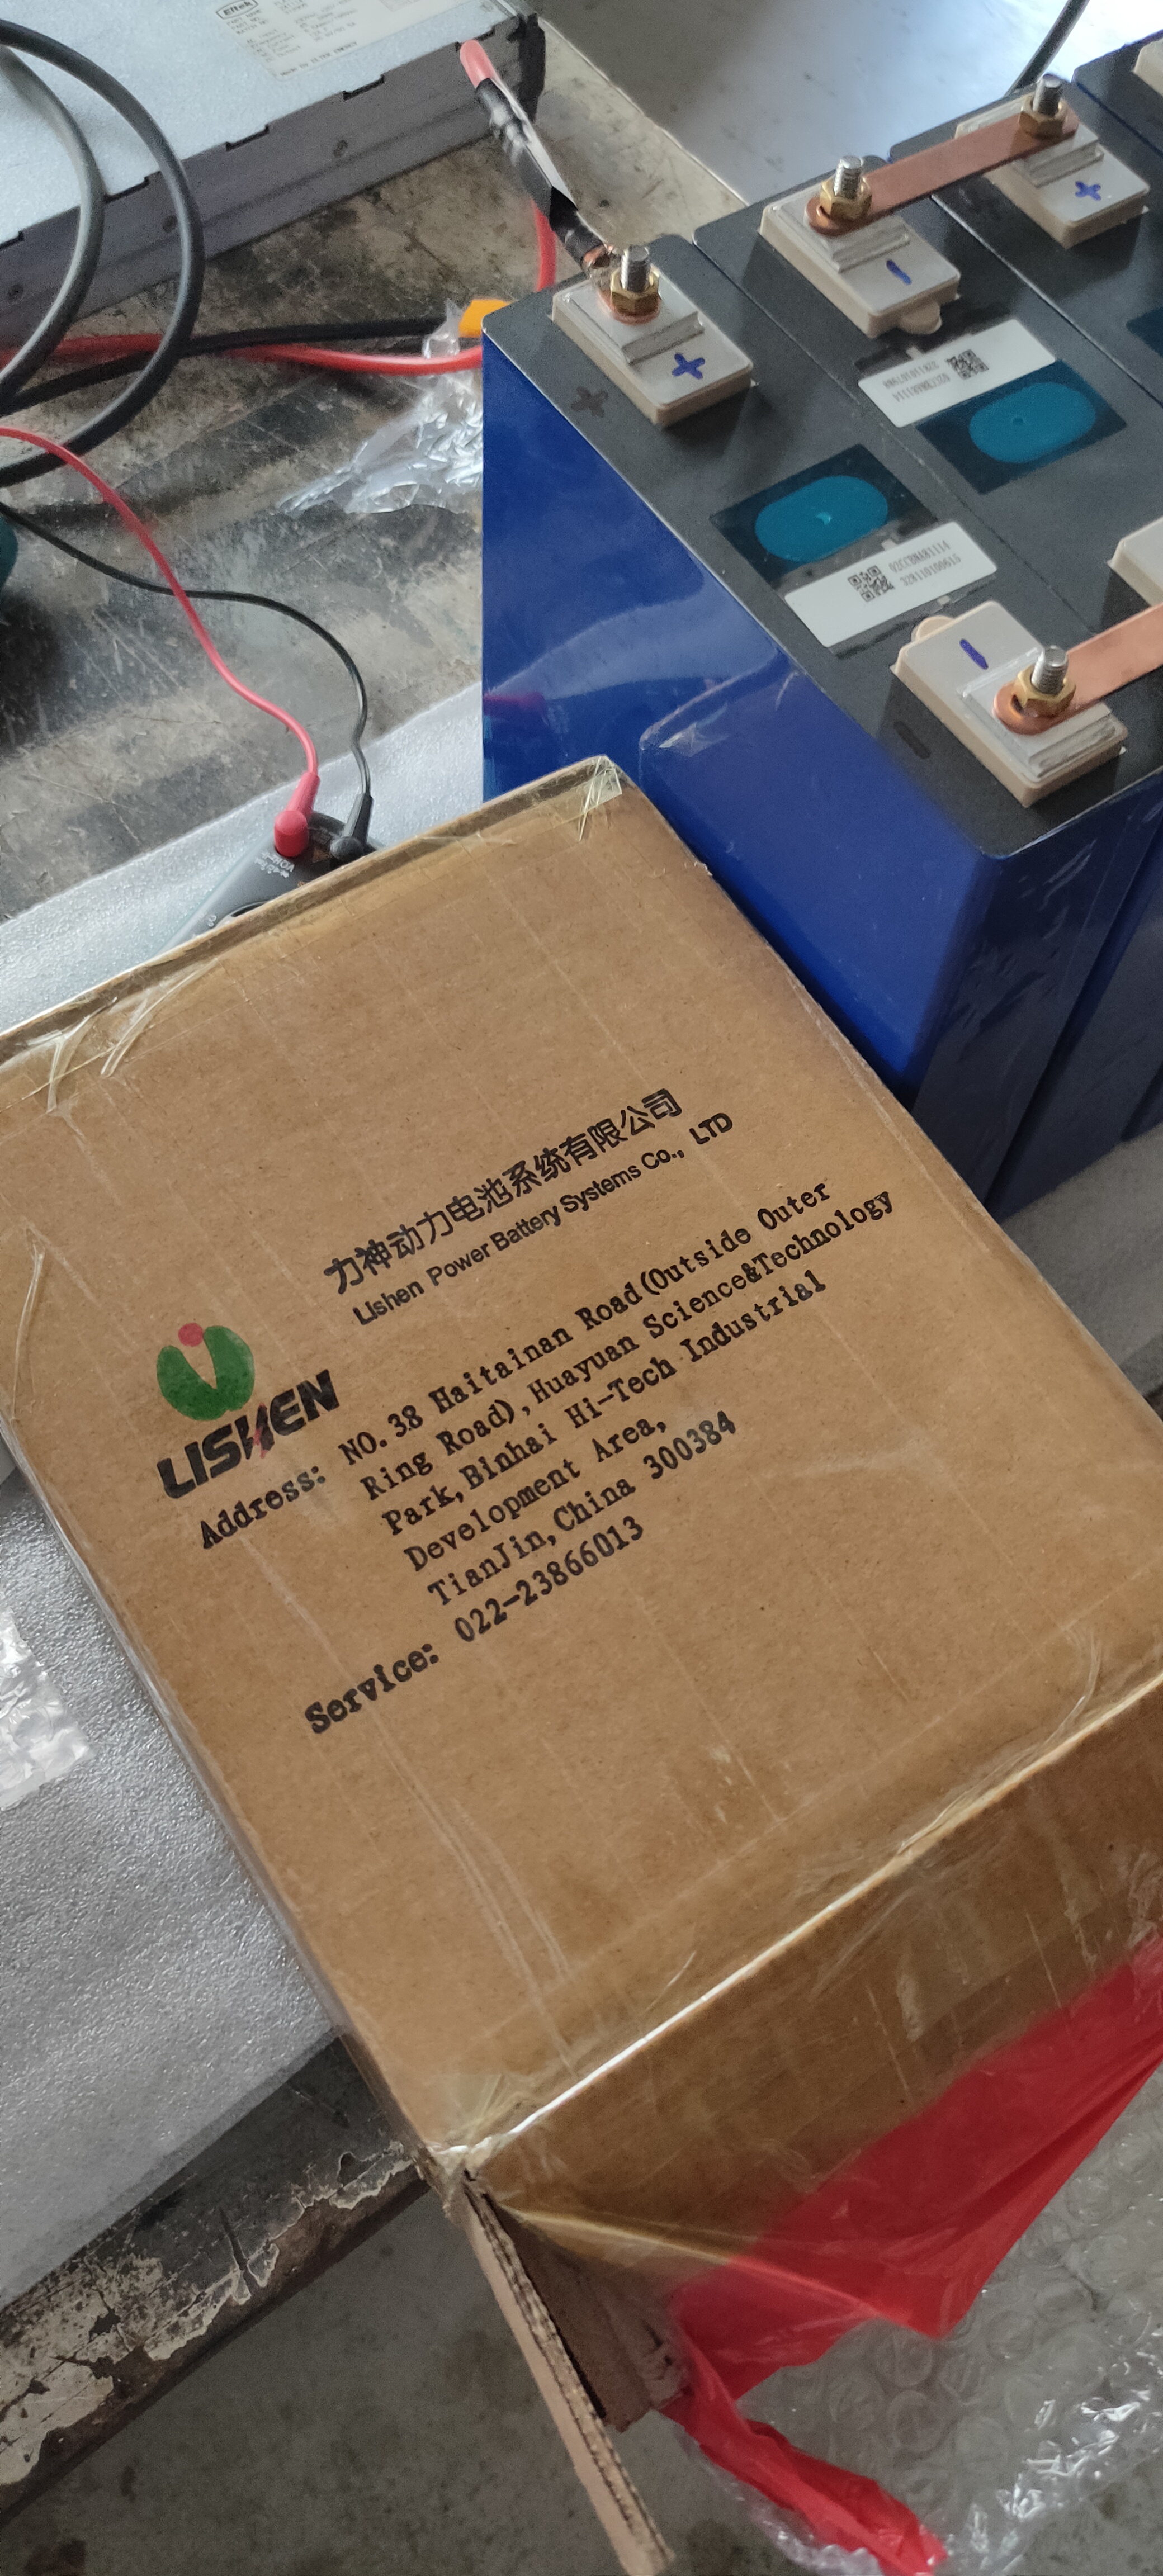 Eltek
力神动力电池系统有限公司
Lishen Power Battery Systems Co., LTD
LISHEN
Address: NO.38 Haitainan Road(Outside Outer
Ring Road),Huayuan Science&Technology
Park,Binhai Hi-Tech Industrial
Development Area,
TianJin,China 300384
Service: 022-23866013
+
-
+
+
-
-